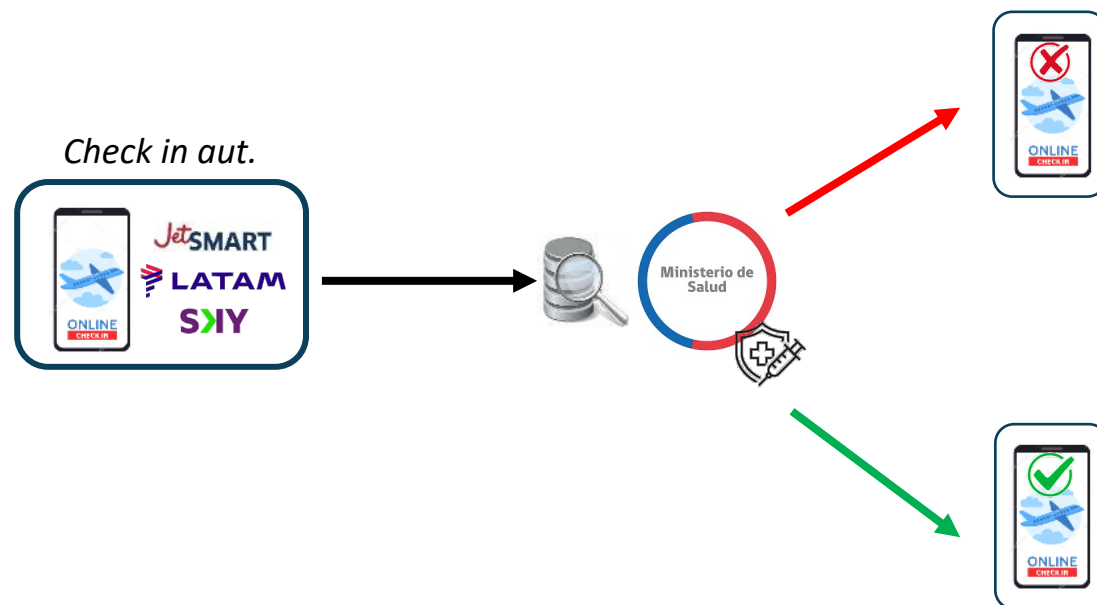 Check in aut.
JetSMART
LATAM
SKY
ONLINE
CHECK IN
Ministerio de
Salud
ONLINE
CHECK IN
ONLINE
CHECK IN